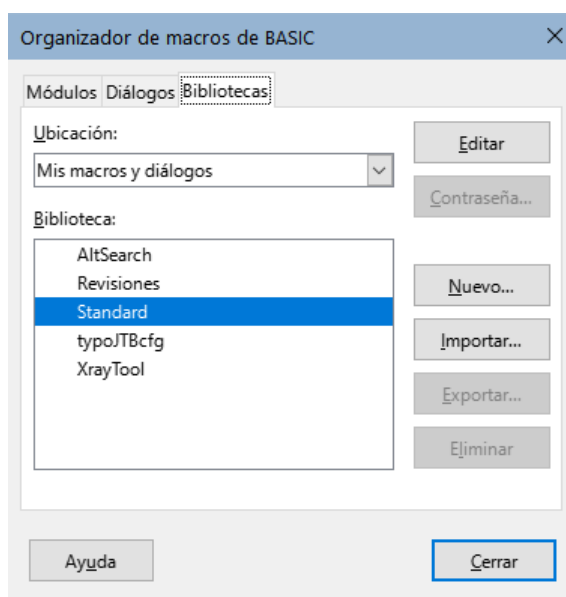 Organizador de macros de BASIC
Módulos Diálogos Bibliotecas
Ubicación:
Mis macros y diálogos
Biblioteca:
AltSearch
Revisiones
Standard
typoJTBcfg
XrayTool
Editar
Contraseña...
Nuevo...
Importar...
Exportar...
Eliminar
Ayuda
Cerrar